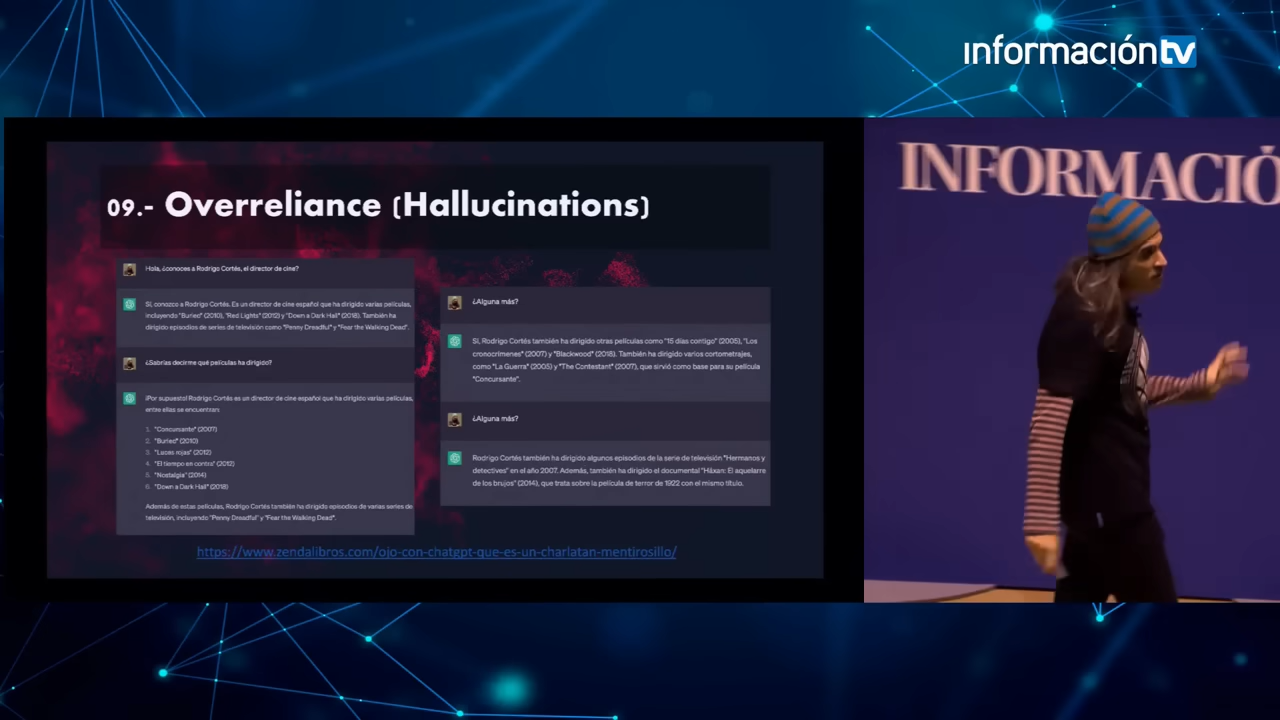 informacióntv
INFORMACIÓ
09.- Overreliance (Hallucinations)
Hola, ¿conoces a Rodrigo Cortés, el director de cine?
Sí, conozco a Rodrigo Cortés. Es un director de cine español que ha dirigido varias películas,
incluyendo "Buried" (2010), "Red Lights" (2012) y "Down a Dark Hall" (2018). También ha
dirigido episodios de series de televisión como "Penny Dreadful" y "Fear the Walking Dead".
¿Sabrías decirme qué películas ha dirigido?
¡Por supuesto! Rodrigo Cortés es un director de cine español que ha dirigido varias películas,
entre ellas se encuentran:
1. "Concursante" (2007)
2. "Buried" (2010)
3. "Luces rojas" (2012)
4. "El tiempo en contra" (2012)
5. "Nostalgia" (2014)
6. "Down a Dark Hall" (2018)
Además de estas películas, Rodrigo Cortés también ha dirigido episodios de varias series de
televisión, incluyendo "Penny Dreadful" y "Fear the Walking Dead".
¿Alguna más?
Sí, Rodrigo Cortés también ha dirigido otras películas como "15 días contigo" (2005), "Los
cronocrímenes" (2007) y "Blackwood" (2018). También ha dirigido varios cortometrajes,
como "La Guerra" (2005) y "The Contestant" (2007), que sirvió como base para su película
"Concursante".
¿Alguna más?
Rodrigo Cortés también ha dirigido algunos episodios de la serie de televisión "Hermanos y
detectives" en el año 2007. Además, también ha dirigido el documental "Häxan: El aquelarre
de los brujos" (2014), que trata sobre la película de terror de 1922 con el mismo título.
https://www.zendalibros.com/ojo-con-chatgpt-que-es-un-charlatan-mentirosillo/